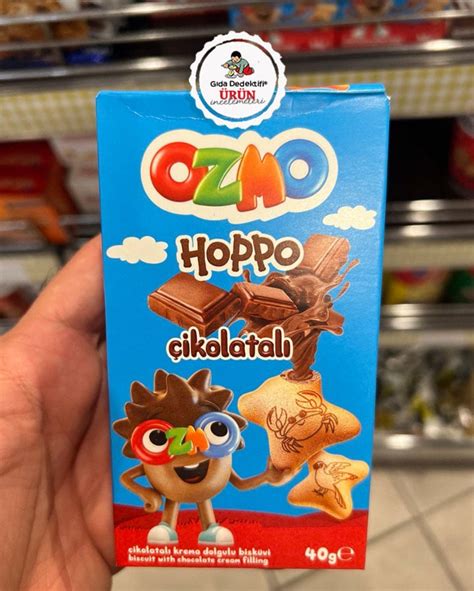 Gıda Dedektifi®
ÜRÜN
incelemeleri
OZMO
HOPPO
çikolatalı
OZMO
çikolatalı krema dolgulu bisküvi
biscuit with chocolate cream filling
40g℮